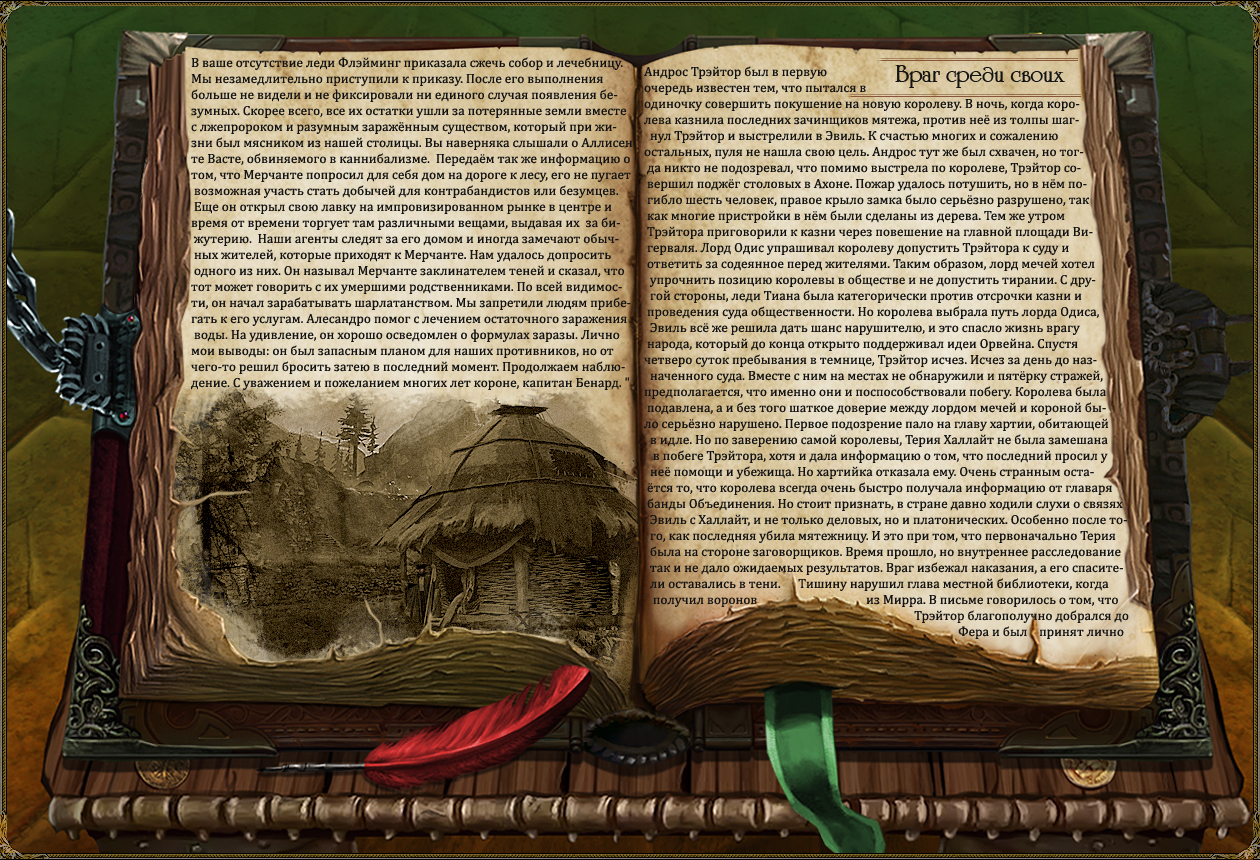 В ваше отсутствие леди Флэйминг приказала сжечь собор и лечебницу.
Мы незамедлительно приступили к приказу. После его выполнения
больше не видели и не фиксировали ни единого случая появления бе-
зумных. Скорее всего, все их остатки ушли за потерянные земли вместе
с лжепророком и разумным заражённым существом, который при жи-
зни был мясником из нашей столицы. Вы наверняка слышали о Аллисен
те Васте, обвиняемого в каннибализме. Передаём так же информацию о
том, что Мерчанте попросил для себя дом на дороге к лесу, его не пугает
возможная участь стать добычей для контрабандистов или безумцев.
Еще он открыл свою лавку на импровизированном рынке в центре и
время от времени торгует там различными вещами, выдавая их за би-
жутерию. Наши агенты следят за его домом и иногда замечают обыч-
ных жителей, которые приходят к Мерчанте. Нам удалось допросить
одного из них. Он называл Мерчанте заклинателем теней и сказал, что
тот может говорить с их умершими родственниками. По всей видимос-
ти, он начал зарабатывать шарлатанством. Мы запретили людям прибе-
гать к его услугам. Алесандро помог с лечением остаточного заражения
воды. На удивление, он хорошо осведомлен о формулах заразы. Лично
мои выводы: он был запасным планом для наших противников, но от
чего-то решил бросить затею в последний момент. Продолжаем наблю-
дение. С уважением и пожеланием многих лет короне, капитан Бенард. "
Враг среди своих
Андрос Трэйтор был в первую
очередь известен тем, что пытался в
одиночку совершить покушение на новую королеву. В ночь, когда коро-
лева казнила последних зачинщиков мятежа, против неё из толпы шаг-
нул Трэйтор и выстрелили в Эвиль. К счастью многих и сожалению
остальных, пуля не нашла свою цель. Андрос тут же был схвачен, но тог-
да никто не подозревал, что помимо выстрела по королеве, Трэйтор со-
вершил поджёг столовых в Ахоне. Пожар удалось потушить, но в нём по-
гибло шесть человек, правое крыло замка было серьёзно разрушено, так
как многие пристройки в нём были сделаны из дерева. Тем же утром
Трэйтора приговорили к казни через повешение на главной площади Ви-
герваля. Лорд Одис упрашивал королеву допустить Трэйтора к суду и
ответить за содеянное перед жителями. Таким образом, лорд мечей хотел
упрочнить позицию королевы в обществе и не допустить тирании. С дру-
гой стороны, леди Тиана была категорически против отсрочки казни и
проведения суда общественности. Но королева выбрала путь лорда Одиса,
Эвиль всё же решила дать шанс нарушителю, и это спасло жизнь врагу
народа, который до конца открыто поддерживал идеи Орвейна. Спустя
четверо суток пребывания в темнице, Трэйтор исчез. Исчез за день до наз-
наченного суда. Вместе с ним на местах не обнаружили и пятёрку стражей,
предполагается, что именно они и поспособствовали побегу. Королева была
подавлена, а и без того шаткое доверие между лордом мечей и короной бы-
ло серьёзно нарушено. Первое подозрение пало на главу хартии, обитающей
в идле. Но по заверению самой королевы, Терия Халлайт не была замешана
в побеге Трэйтора, хотя и дала информацию о том, что последний просил у
неё помощи и убежища. Но хартийка отказала ему. Очень странным оста-
ётся то, что королева всегда очень быстро получала информацию от главаря
банды Объединения. Но стоит признать, в стране давно ходили слухи о связях
Эвиль с Халлайт, и не только деловых, но и платонических. Особенно после то-
го, как последняя убила мятежницу. И это при том, что первоначально Терия
была на стороне заговорщиков. Время прошло, но внутреннее расследование
так и не дало ожидаемых результатов. Враг избежал наказания, а его спасите-
ли оставались в тени. Тишину нарушил глава местной библиотеки, когда
получил воронов из Мирра. В письме говорилось о том, что
Трэйтор благополучно добрался до
Фера и был принят лично